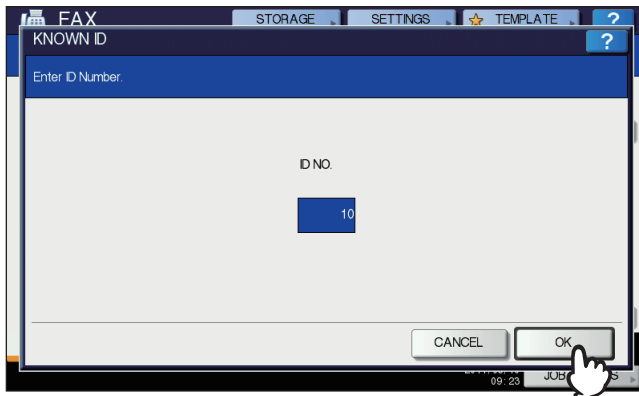 FAX STORAGE SETTINGS TEMPLATE ?
KNOWN ID ?
Enter ID Number.
ID NO.
10
CANCEL OK
09:23 JOB